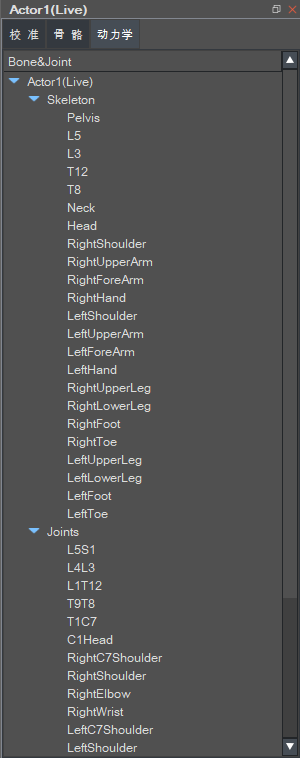 Actor1(Live)
校 准 骨 骼 动力学
Bone&Joint
Actor1(Live)
Skeleton
Pelvis
L5
L3
T12
T8
Neck
Head
RightShoulder
RightUpperArm
RightForeArm
RightHand
LeftShoulder
LeftUpperArm
LeftForeArm
LeftHand
RightUpperLeg
RightLowerLeg
RightFoot
RightToe
LeftUpperLeg
LeftLowerLeg
LeftFoot
LeftToe
Joints
L5S1
L4L3
L1T12
T9T8
T1C7
C1Head
RightC7Shoulder
RightShoulder
RightElbow
RightWrist
LeftC7Shoulder
LeftShoulder